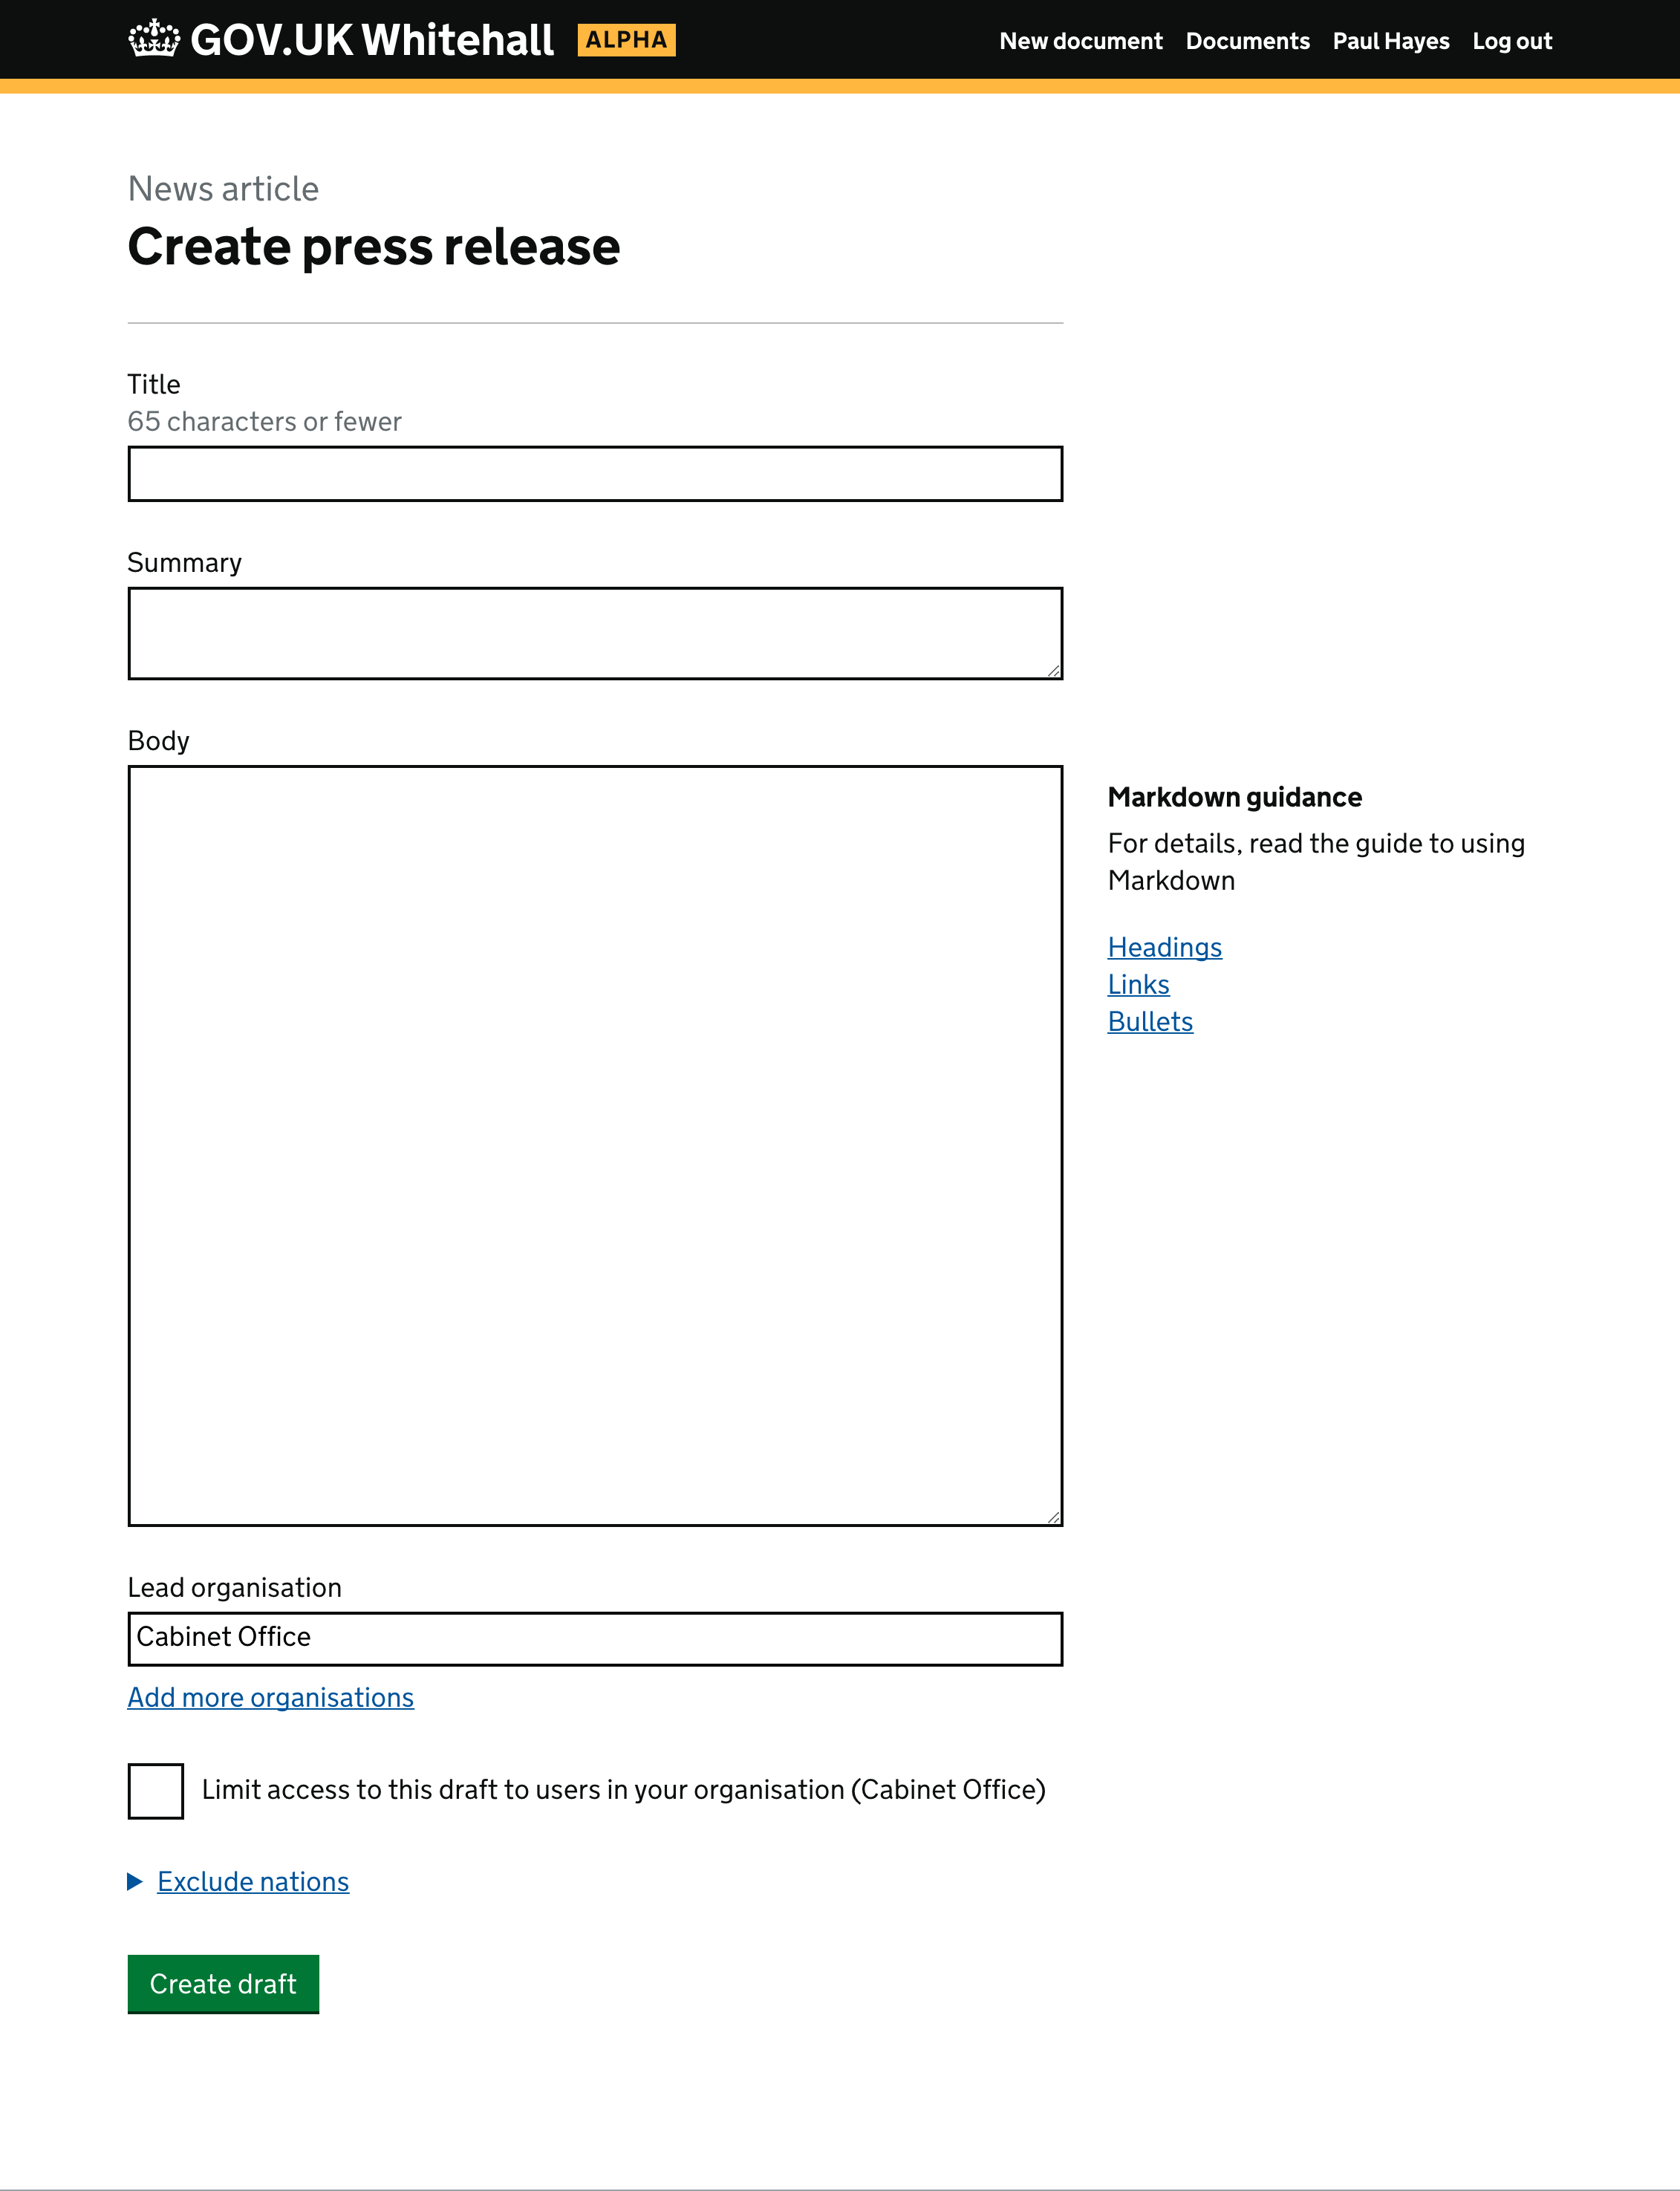 GOV.UK Whitehall ALPHA New document Documents Paul Hayes Log out
News article
Create press release
Title
65 characters or fewer
Summary
Body
Markdown guidance
For details, read the guide to using
Markdown
Headings
Links
Bullets
Lead organisation
Cabinet Office
Add more organisations
Limit access to this draft to users in your organisation (Cabinet Office)
Exclude nations
Create draft